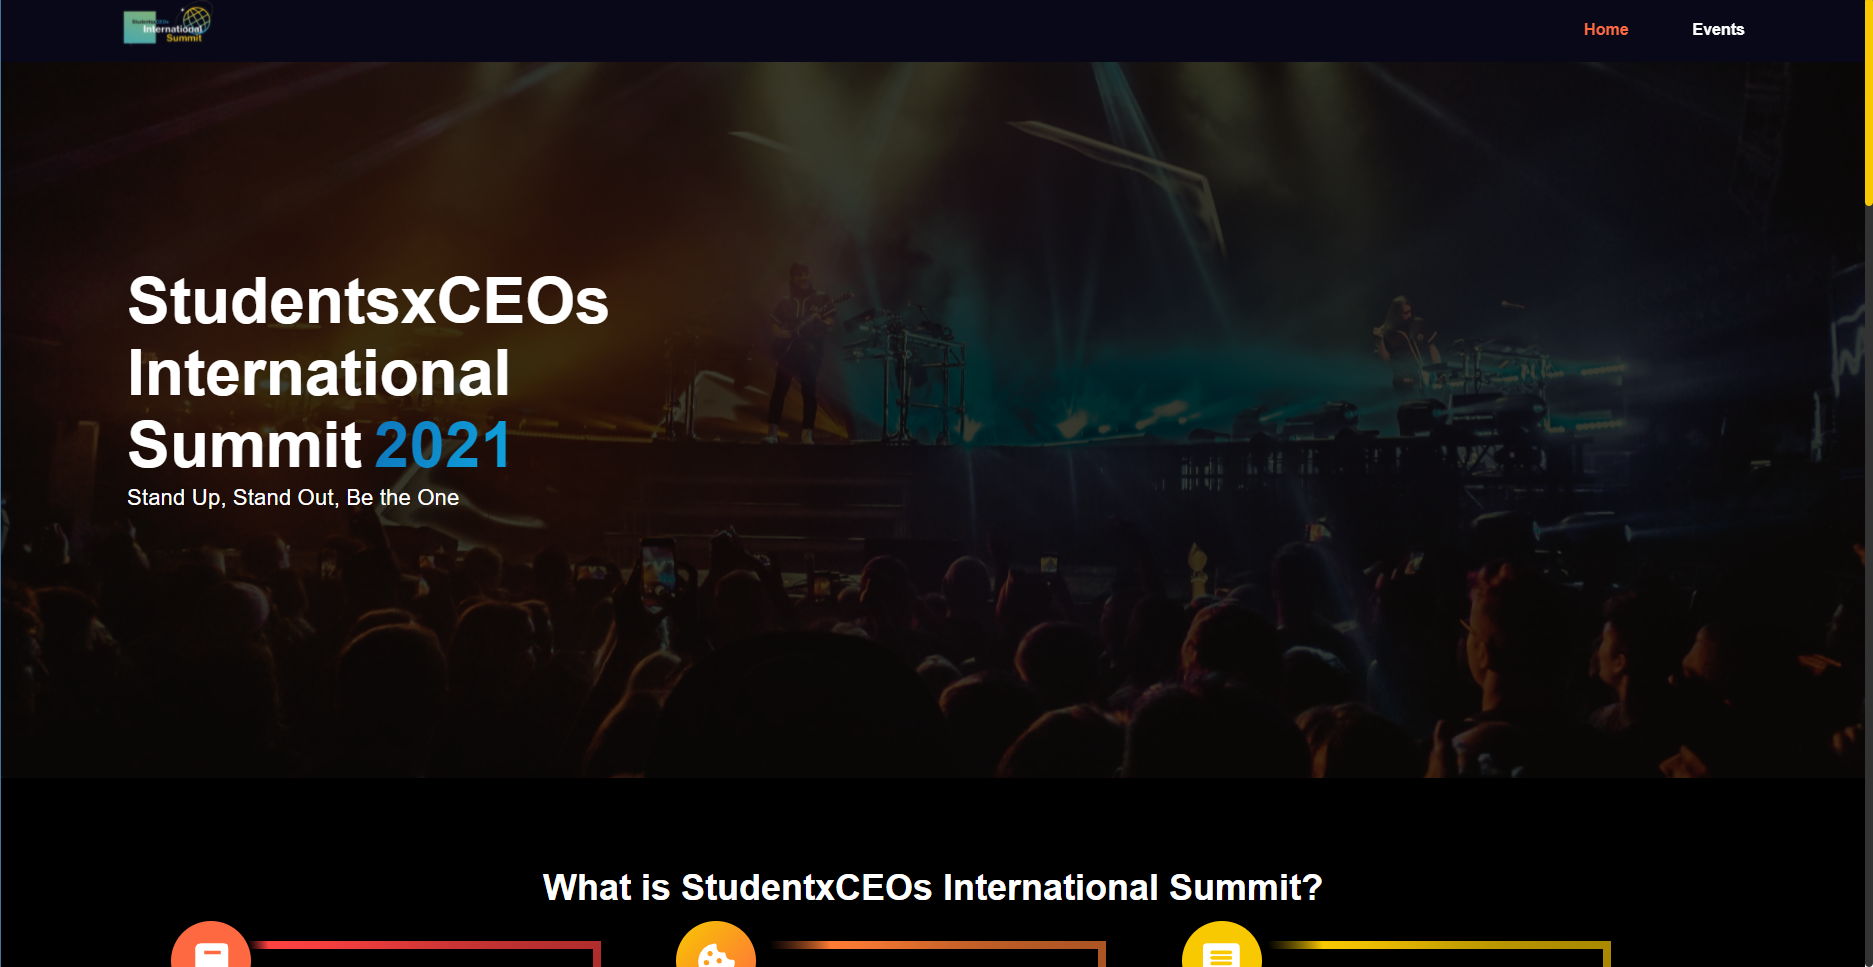 StudentsxCEOs
International
Summit
Home
Events
StudentsxCEOs
International
Summit 2021
Stand Up, Stand Out, Be the One
What is StudentxCEOs International Summit?